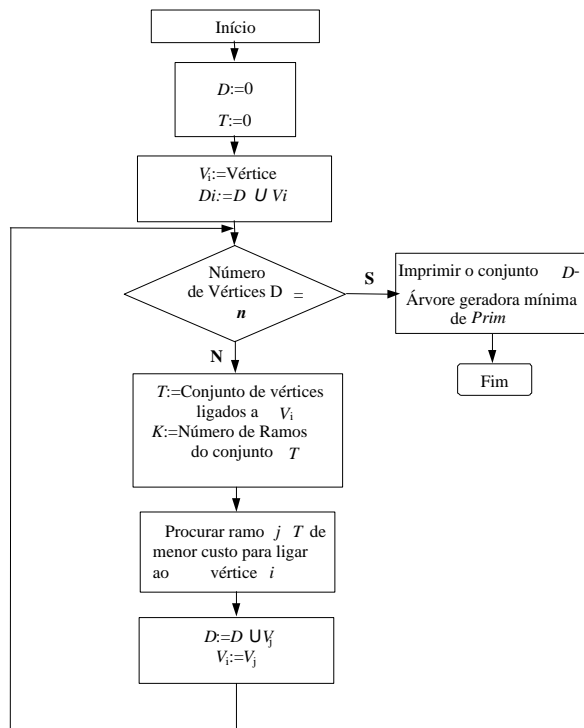 Início
D:=0
T:=0
Vi:=Vértice
Di:=D U Vi
Número
de Vértices D =
n
S
Imprimir o conjunto D-
Árvore geradora mínima
de Prim
Fim
N
T:=Conjunto de vértices
ligados a Vi
K:=Número de Ramos
do conjunto T
Procurar ramo j T de
menor custo para ligar
ao vértice i
D:=D U Vj
Vi:=Vj